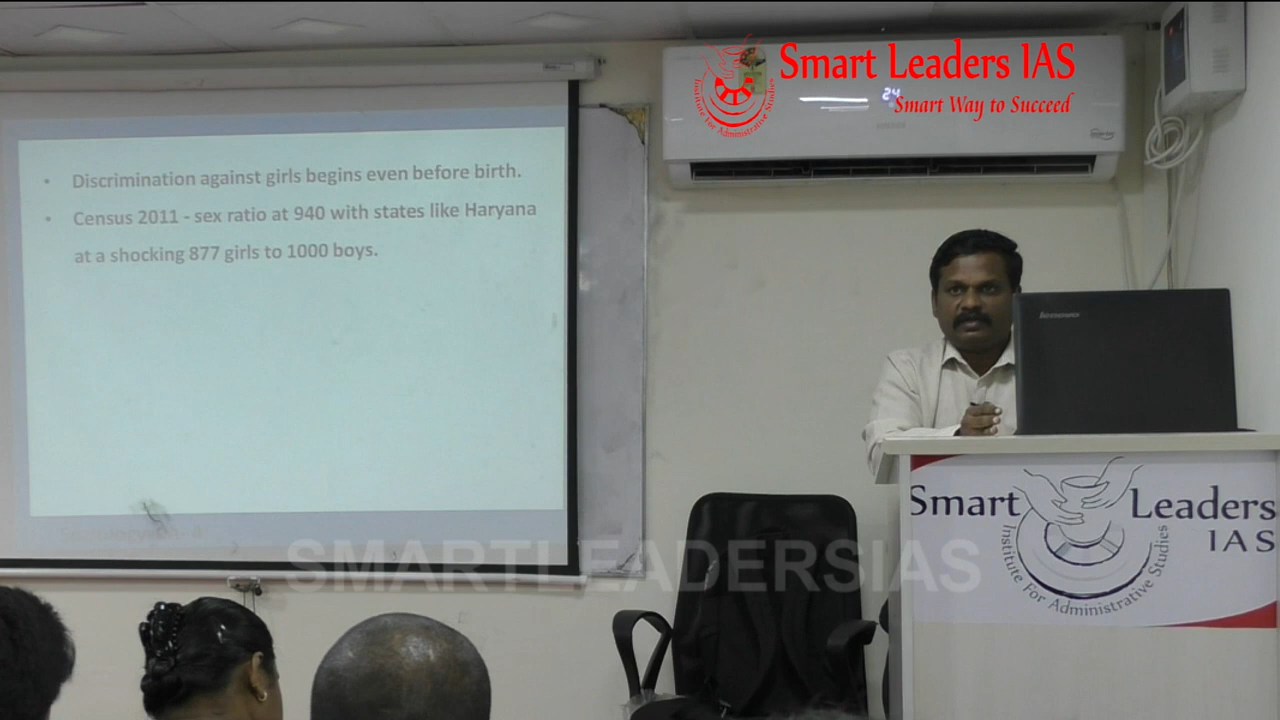 Smart Leaders IAS
Smart Way to Succeed
Institute For Administrative Studies
24
• Discrimination against girls begins even before birth.
• Census 2011 - sex ratio at 940 with states like Haryana
at a shocking 877 girls to 1000 boys.
lenovo
Smart Leaders
IAS
Institute For Administrative Studies
SMARTLEADERSIAS